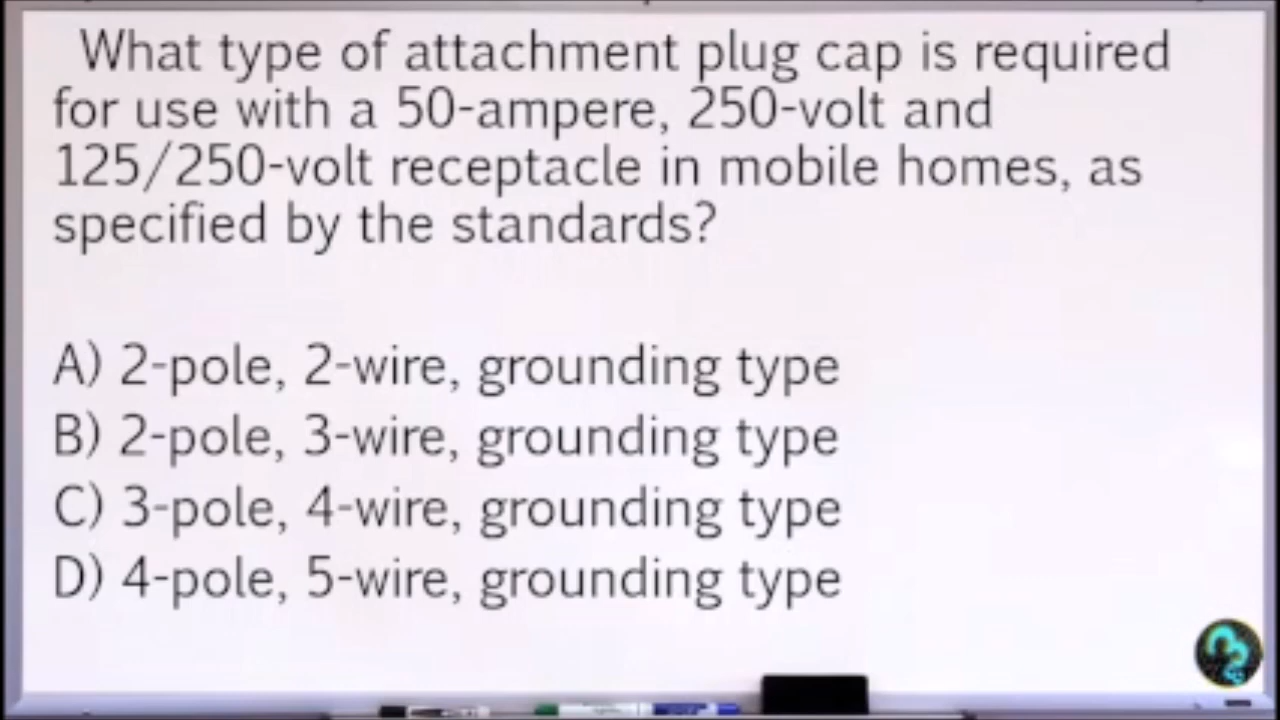 What type of attachment plug cap is required
for use with a 50-ampere, 250-volt and
125/250-volt receptacle in mobile homes, as
specified by the standards?
A) 2-pole, 2-wire, grounding type
B) 2-pole, 3-wire, grounding type
C) 3-pole, 4-wire, grounding type
D) 4-pole, 5-wire, grounding type